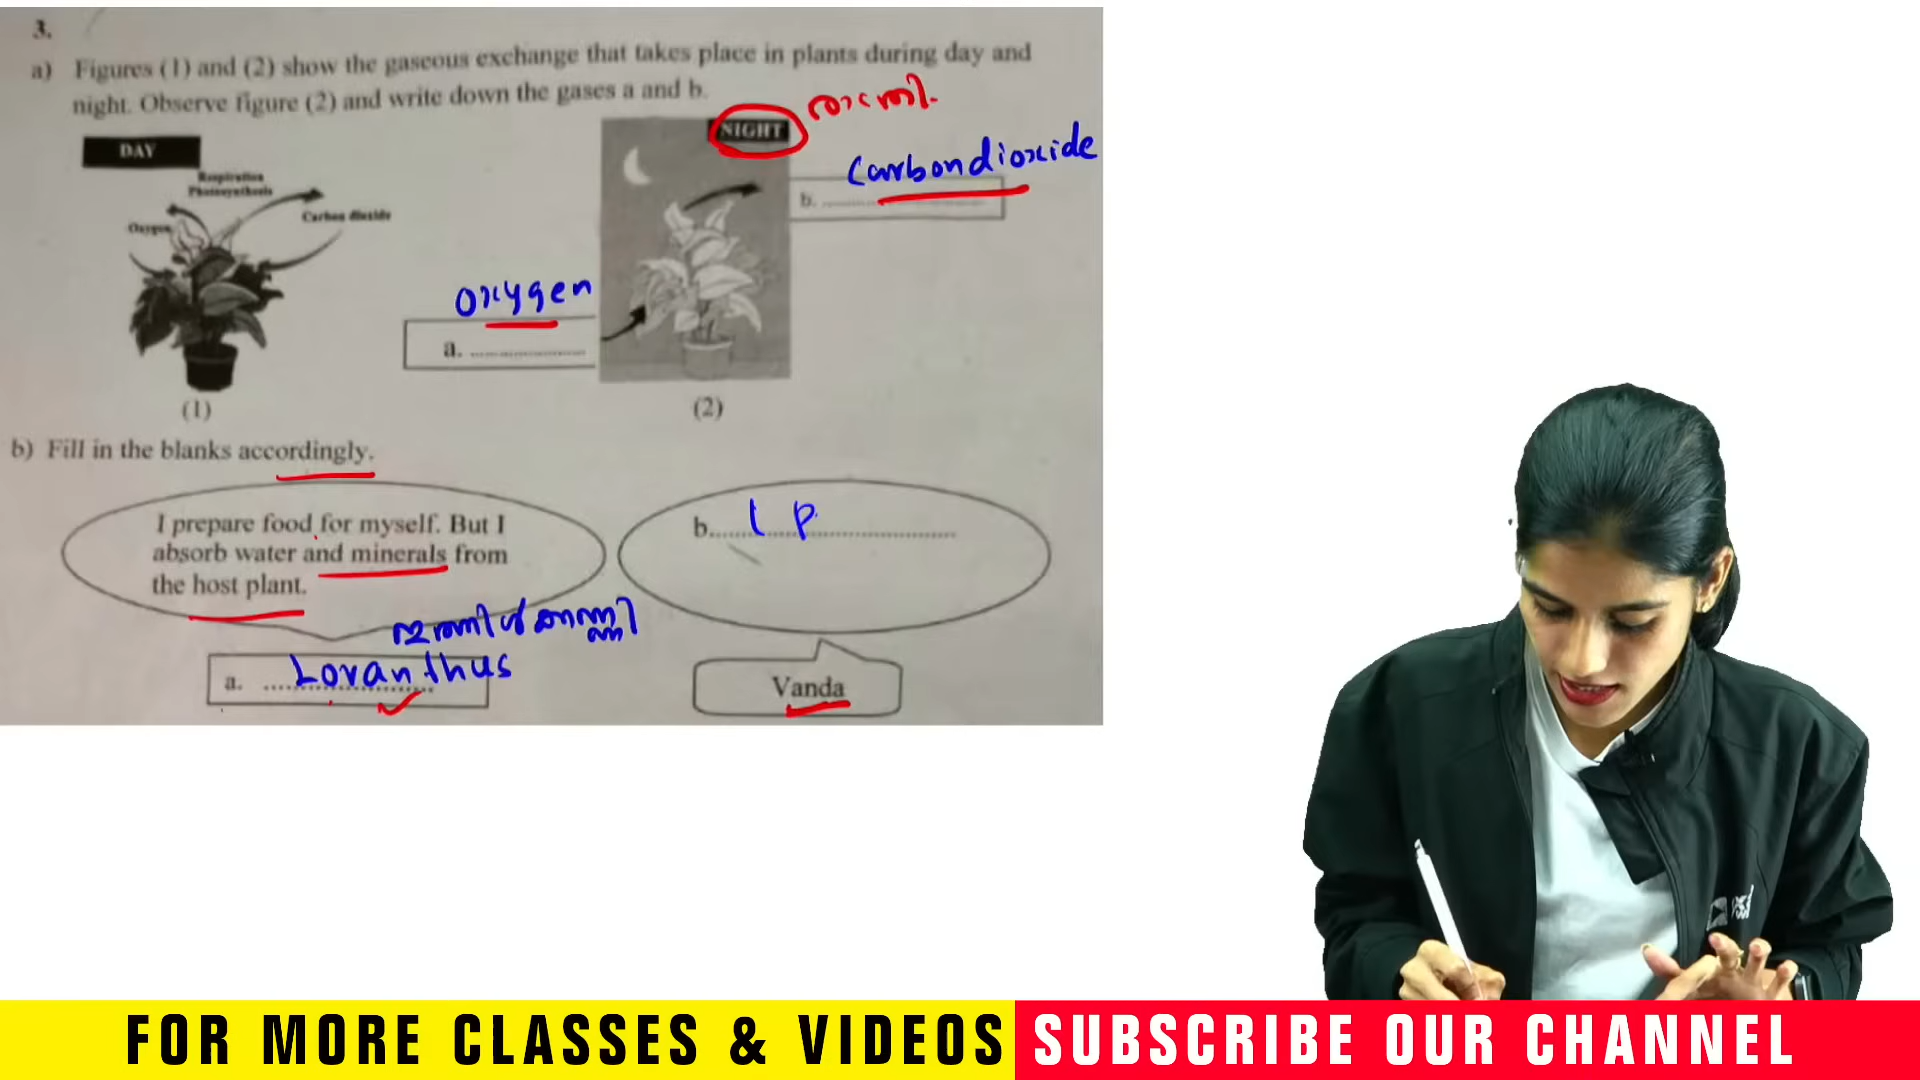 3.
a) Figures (1) and (2) show the gaseous exchange that takes place in plants during day and
night. Observe figure (2) and write down the gases a and b.
രാത്രി.
DAY
NIGHT
Carbondioxide
Respiration
Photosynthesis
b. ....................
Carbon dioxide
Oxygen
Oxygen
a. ....................
(1)
(2)
b) Fill in the blanks accordingly.
I prepare food for myself. But I
absorb water and minerals from
the host plant.
b. I P
ഇത്തിൾകണ്ണി
a. Loranthus
Vanda
FOR MORE CLASSES & VIDEOS SUBSCRIBE OUR CHANNEL